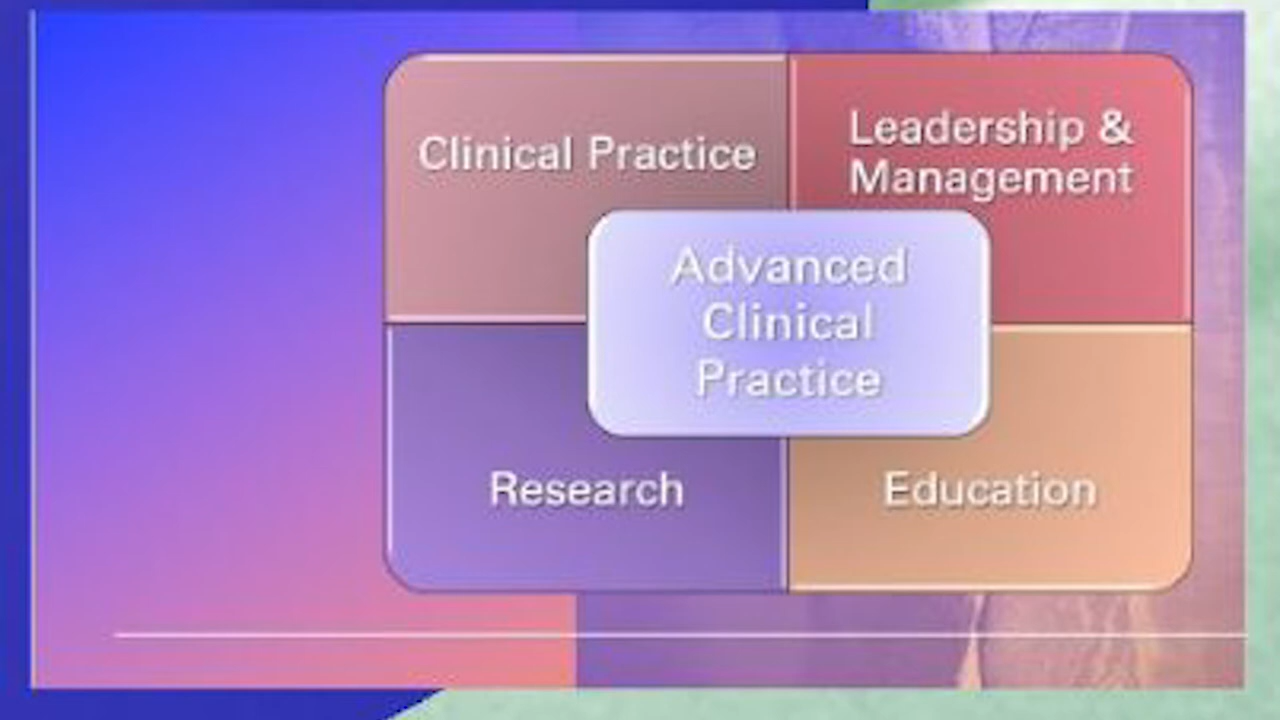 Clinical Practice
Leadership &
Management
Advanced
Clinical
Practice
Research
Education